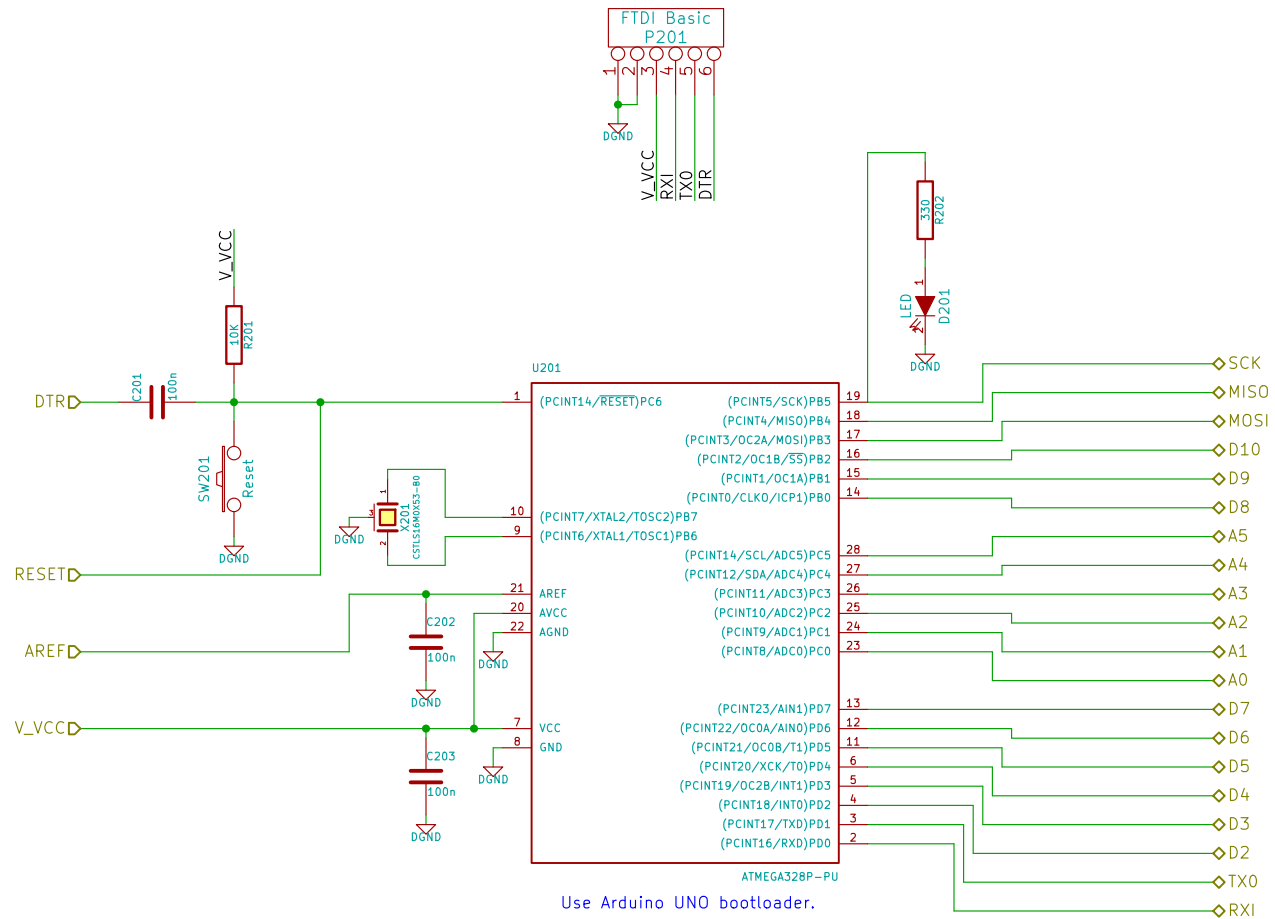 FTDI Basic
P201
1
2
3
4
5
6
DGND
V_VCC
RXI
TX0
DTR
330
R202
1
LED
D201
2
DGND
V_VCC
10K
R201
C201
100n
DTR
SW201
Reset
DGND
RESET
AREF
V_VCC
1
3
2
X201
CSTLS16M0X53-B0
DGND
C202
100n
DGND
C203
100n
DGND
DGND
DGND
U201
1 (PCINT14/RESET)PC6
10 (PCINT7/XTAL2/TOSC2)PB7
9 (PCINT6/XTAL1/TOSC1)PB6
21 AREF
20 AVCC
22 AGND
7 VCC
8 GND
(PCINT5/SCK)PB5 19
(PCINT4/MISO)PB4 18
(PCINT3/OC2A/MOSI)PB3 17
(PCINT2/OC1B/SS)PB2 16
(PCINT1/OC1A)PB1 15
(PCINT0/CLKO/ICP1)PB0 14
(PCINT14/SCL/ADC5)PC5 28
(PCINT12/SDA/ADC4)PC4 27
(PCINT11/ADC3)PC3 26
(PCINT10/ADC2)PC2 25
(PCINT9/ADC1)PC1 24
(PCINT8/ADC0)PC0 23
(PCINT23/AIN1)PD7 13
(PCINT22/OC0A/AIN0)PD6 12
(PCINT21/OC0B/T1)PD5 11
(PCINT20/XCK/T0)PD4 6
(PCINT19/OC2B/INT1)PD3 5
(PCINT18/INT0)PD2 4
(PCINT17/TXD)PD1 3
(PCINT16/RXD)PD0 2
ATMEGA328P-PU
SCK
MISO
MOSI
D10
D9
D8
A5
A4
A3
A2
A1
A0
D7
D6
D5
D4
D3
D2
TX0
RXI
Use Arduino UNO bootloader.